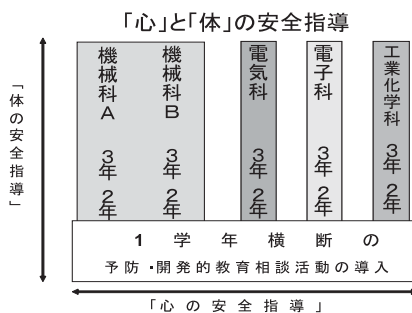 「心」と「体」の安全指導
「体の安全指導」
機械科A 3年 2年
機械科B 3年 2年
電気科 3年 2年
電子科 3年 2年
工業化学科 3年 2年
1学年横断の
予防・開発的教育相談活動の導入
「心の安全指導」